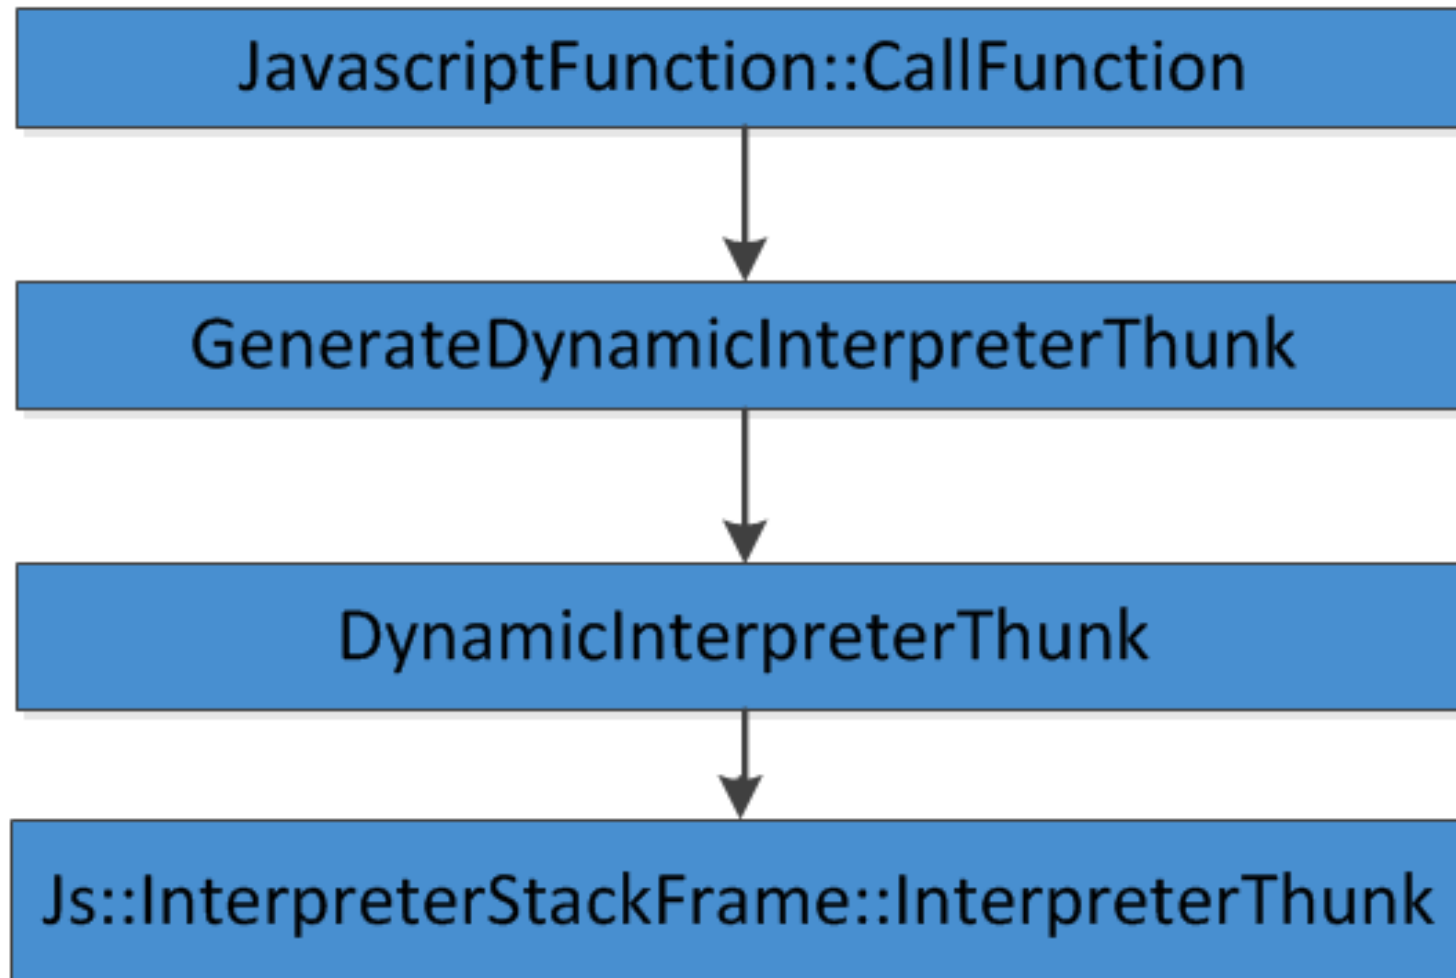 JavascriptFunction::CallFunction
GenerateDynamicInterpreterThunk
DynamicInterpreterThunk
Js::InterpreterStackFrame::InterpreterThunk